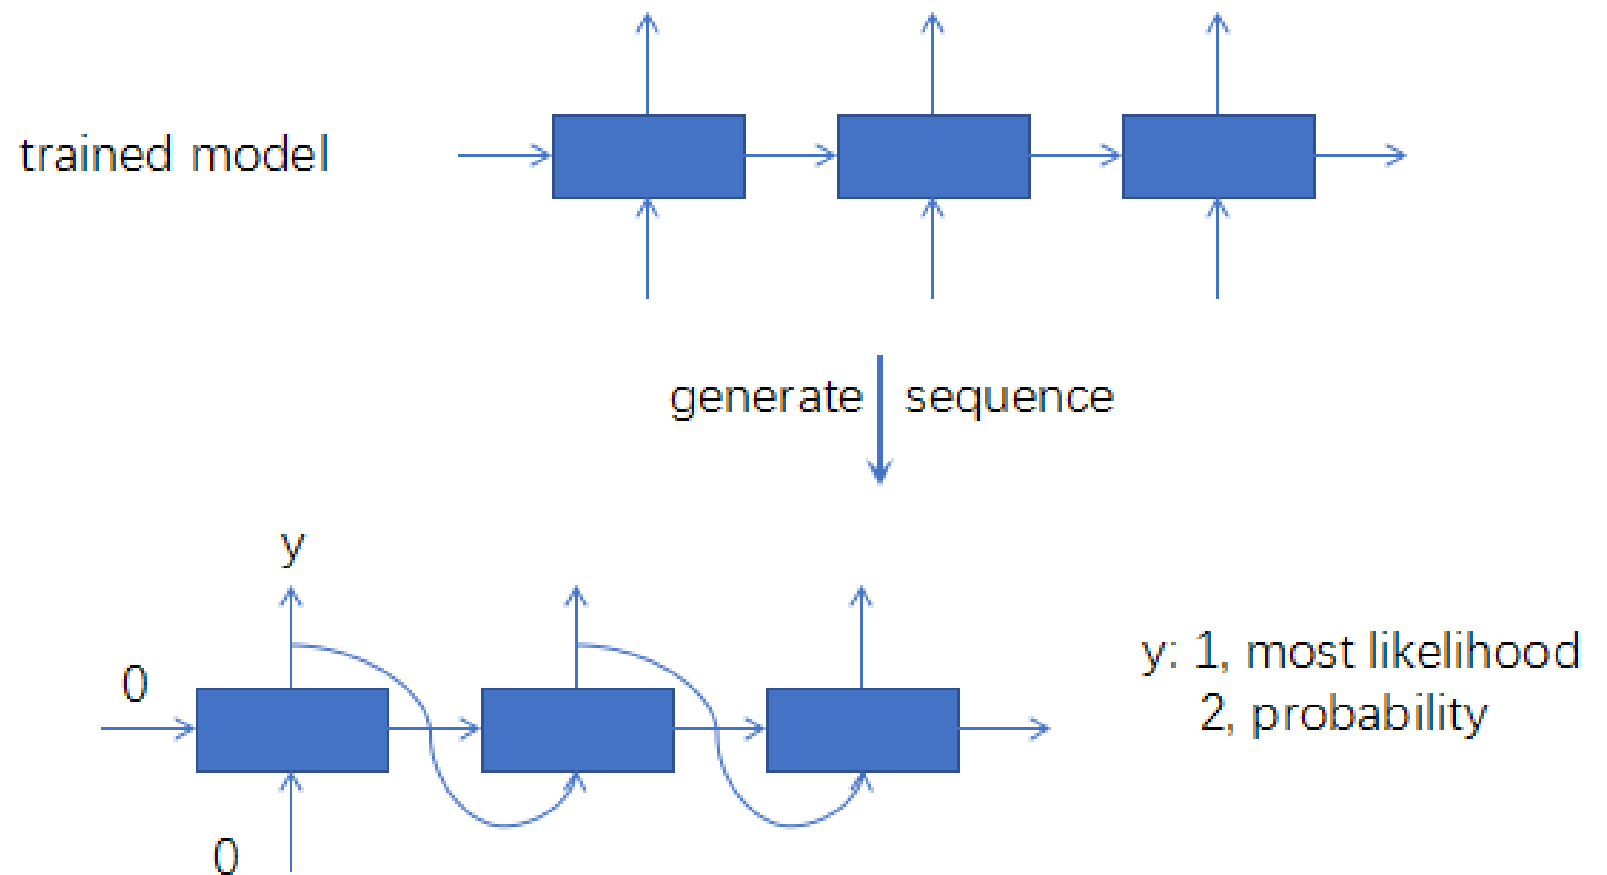 trained model
generate sequence
y
0
0
y: 1, most likelihood
2, probability